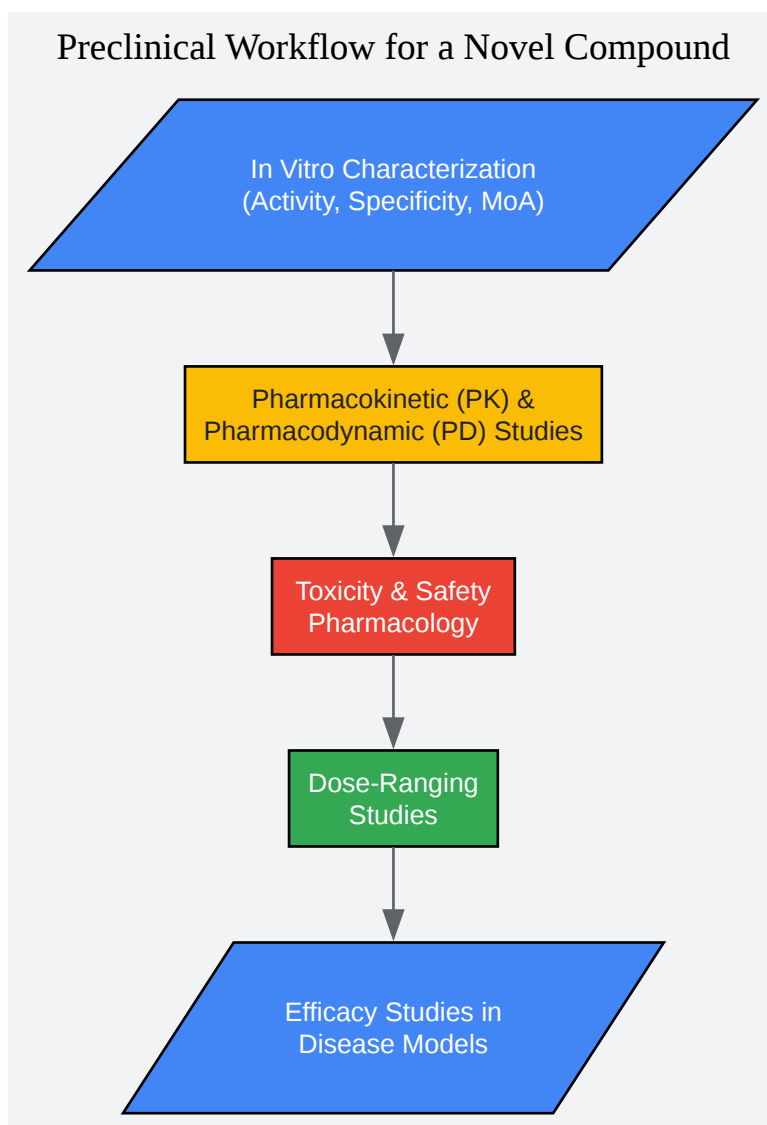 Preclinical Workflow for a Novel Compound
In Vitro Characterization
(Activity, Specificity, MoA)
Pharmacokinetic (PK) &
Pharmacodynamic (PD) Studies
Toxicity & Safety
Pharmacology
Dose-Ranging
Studies
Efficacy Studies in
Disease Models